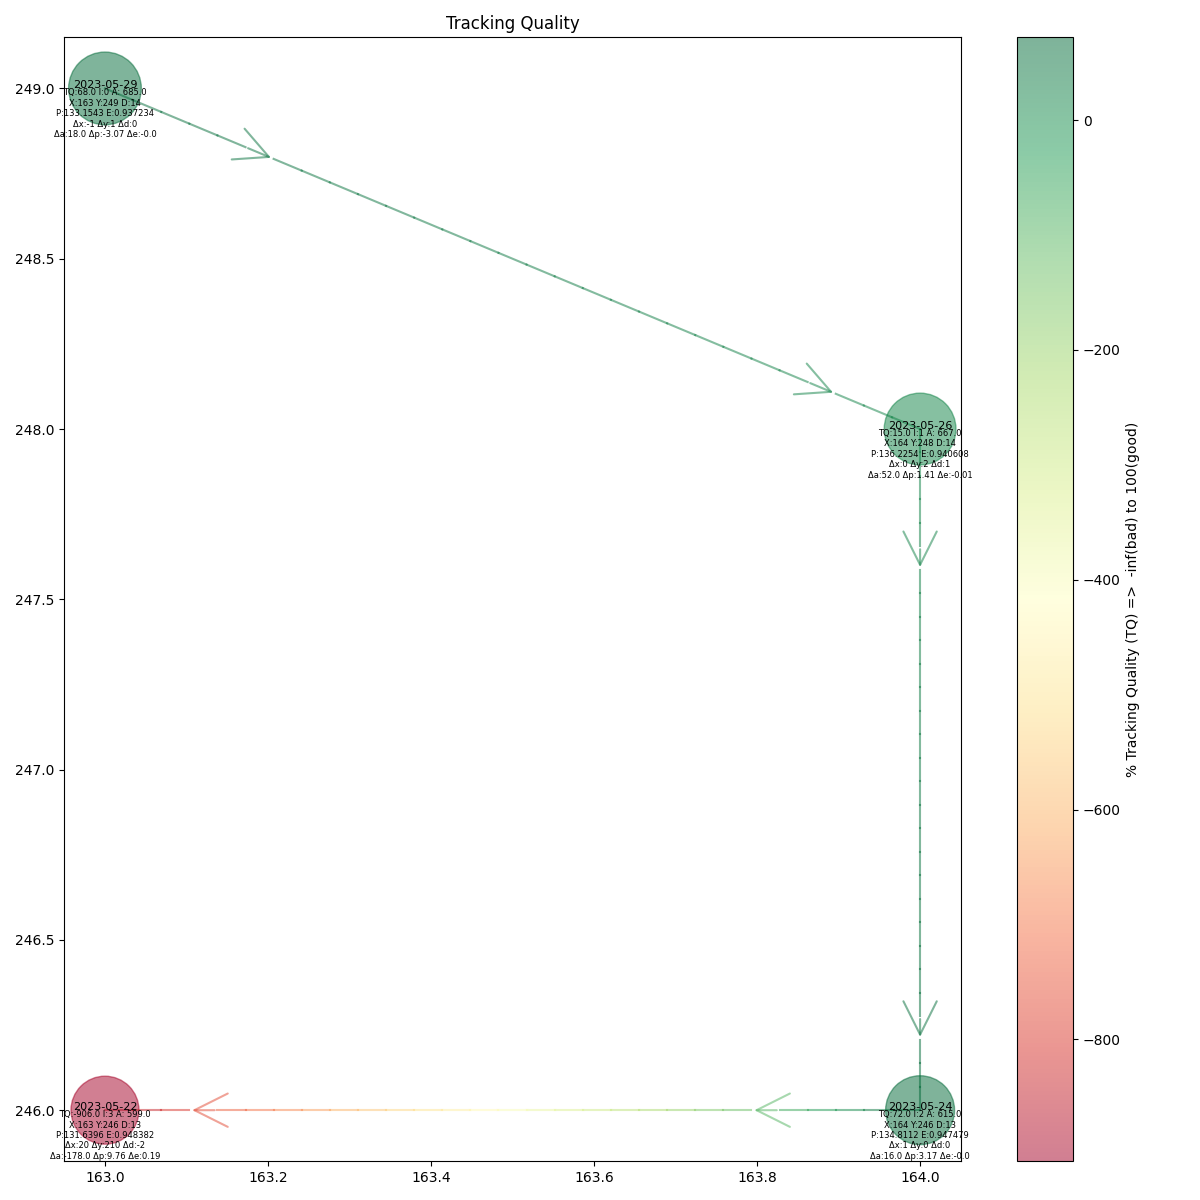 Tracking Quality
2023-05-29
TQ:68.0 I:0 A: 685.0
X:163 Y:249 D:14
P:133.1543 E:0.937234
Δx:-1 Δy:1 Δd:0
Δa:18.0 Δp:-3.07 Δe:-0.0
2023-05-26
TQ:15.0 I:1 A: 667.0
X:164 Y:248 D:14
P:136.2254 E:0.940608
Δx:0 Δy:2 Δd:1
Δa:52.0 Δp:1.41 Δe:-0.01
2023-05-22
TQ:-906.0 I:3 A: 599.0
X:163 Y:246 D:13
P:131.6396 E:0.948382
Δx:20 Δy:210 Δd:-2
Δa:-178.0 Δp:9.76 Δe:0.19
2023-05-24
TQ:72.0 I:2 A: 615.0
X:164 Y:246 D:13
P:134.8112 E:0.947479
Δx:1 Δy:0 Δd:0
Δa:16.0 Δp:3.17 Δe:-0.0
249.0
248.5
248.0
247.5
247.0
246.5
246.0
163.0
163.2
163.4
163.6
163.8
164.0
0
−200
−400
−600
−800
% Tracking Quality (TQ) =>  -inf(bad) to 100(good)